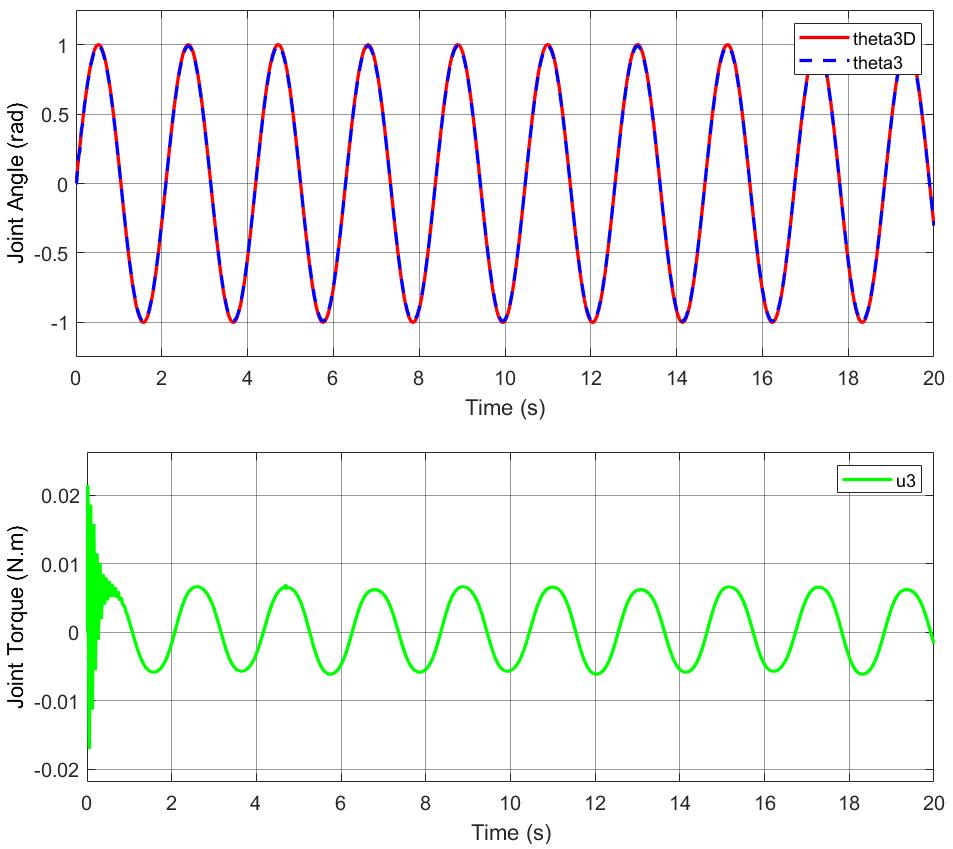 1
0.5
0
-0.5
-1
Joint Angle (rad)
theta3D
theta3
0 2 4 6 8 10 12 14 16 18 20
Time (s)
0.02
0.01
0
-0.01
-0.02
Joint Torque (N.m)
u3
0 2 4 6 8 10 12 14 16 18 20
Time (s)